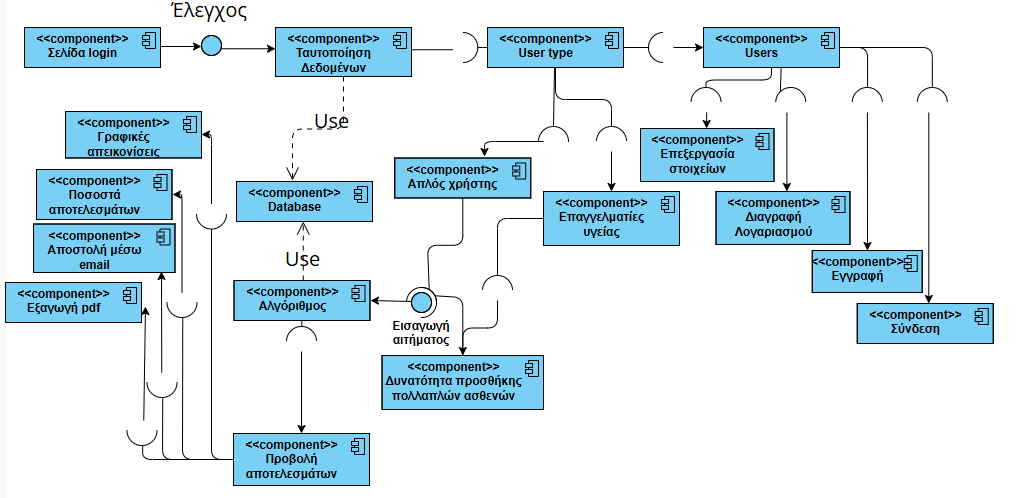 Έλεγχος
<<component>>
Σελίδα login
<<component>>
Ταυτοποίηση
Δεδομένων
<<component>>
User type
<<component>>
Users
Use
<<component>>
Γραφικές
απεικονίσεις
<<component>>
Ποσοστά
αποτελεσμάτων
<<component>>
Αποστολή μέσω
email
<<component>>
Εξαγωγή pdf
<<component>>
Database
Use
<<component>>
Αλγόριθμος
<<component>>
Απλός χρήστης
<<component>>
Επαγγελματίες
υγείας
<<component>>
Επεξεργασία
στοιχείων
<<component>>
Διαγραφή
Λογαριασμού
<<component>>
Εγγραφή
<<component>>
Σύνδεση
Εισαγωγή
αιτήματος
<<component>>
Δυνατότητα προσθήκης
πολλαπλών ασθενών
<<component>>
Προβολή
αποτελεσμάτων